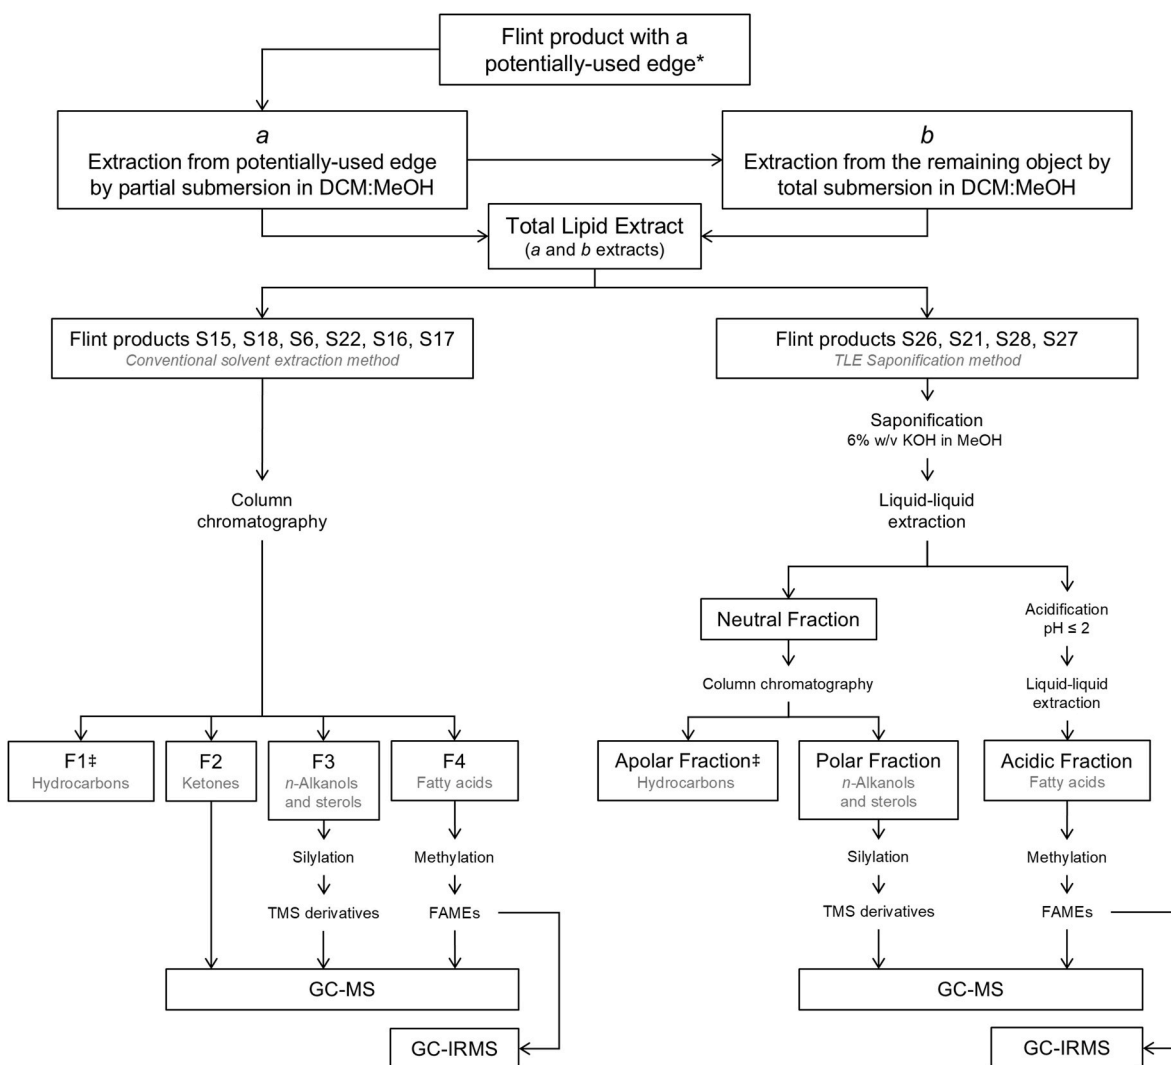 Flint product with a
potentially-used edge*
a
Extraction from potentially-used edge
by partial submersion in DCM:MeOH
b
Extraction from the remaining object by
total submersion in DCM:MeOH
Total Lipid Extract
(a and b extracts)
Flint products S15, S18, S6, S22, S16, S17
Conventional solvent extraction method
Flint products S26, S21, S28, S27
TLE Saponification method
Saponification
6% w/v KOH in MeOH
Column
chromatography
Liquid-liquid
extraction
Neutral Fraction
Acidification
pH ≤ 2
Column chromatography
Liquid-liquid
extraction
F1‡
Hydrocarbons
F2
Ketones
F3
n-Alkanols
and sterols
F4
Fatty acids
Apolar Fraction‡
Hydrocarbons
Polar Fraction
n-Alkanols
and sterols
Acidic Fraction
Fatty acids
Silylation
Methylation
Silylation
Methylation
TMS derivatives
FAMEs
TMS derivatives
FAMEs
GC-MS
GC-MS
GC-IRMS
GC-IRMS